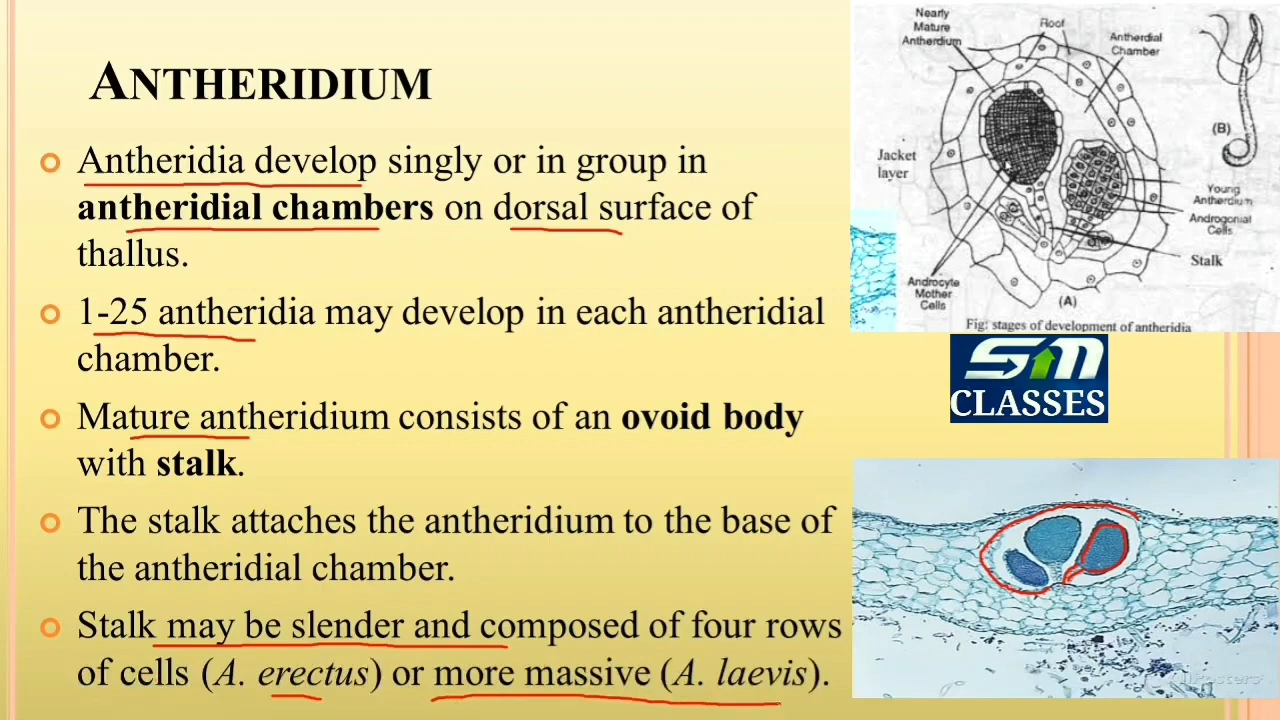 ANTHERIDIUM
Antheridia develop singly or in group in
antheridial chambers on dorsal surface of
thallus.
1-25 antheridia may develop in each antheridial
chamber.
Mature antheridium consists of an ovoid body
with stalk.
The stalk attaches the antheridium to the base of
the antheridial chamber.
Stalk may be slender and composed of four rows
of cells (A. erectus) or more massive (A. laevis).
Nearly
Mature
Antherdium
Roof
Antherdial
Chamber
(B)
Jacket
layer
Young
Antherdium
Androgonial
Cells
Stalk
Androcyte
Mother
Cells
(A)
Fig: stages of development of antheridia
SM
CLASSES